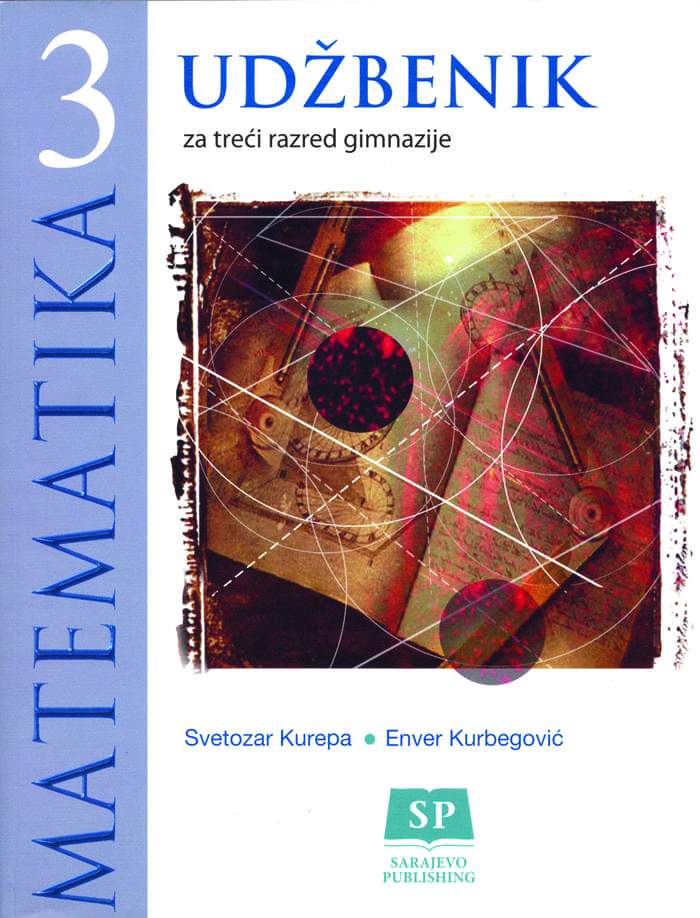 3
MATEMATIKA
UDŽBENIK
za treći razred gimnazije
Svetozar Kurepa • Enver Kurbegović
SP
SARAJEVO
PUBLISHING